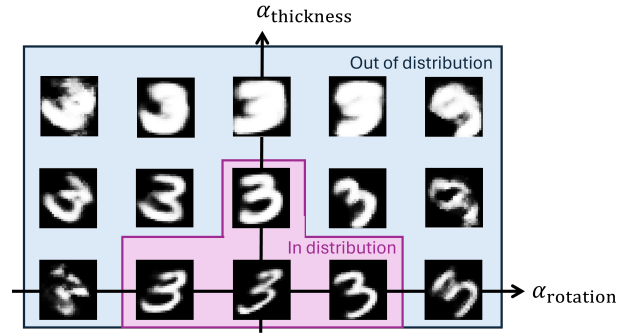 α_thickness
Out of distribution
In distribution
α_rotation